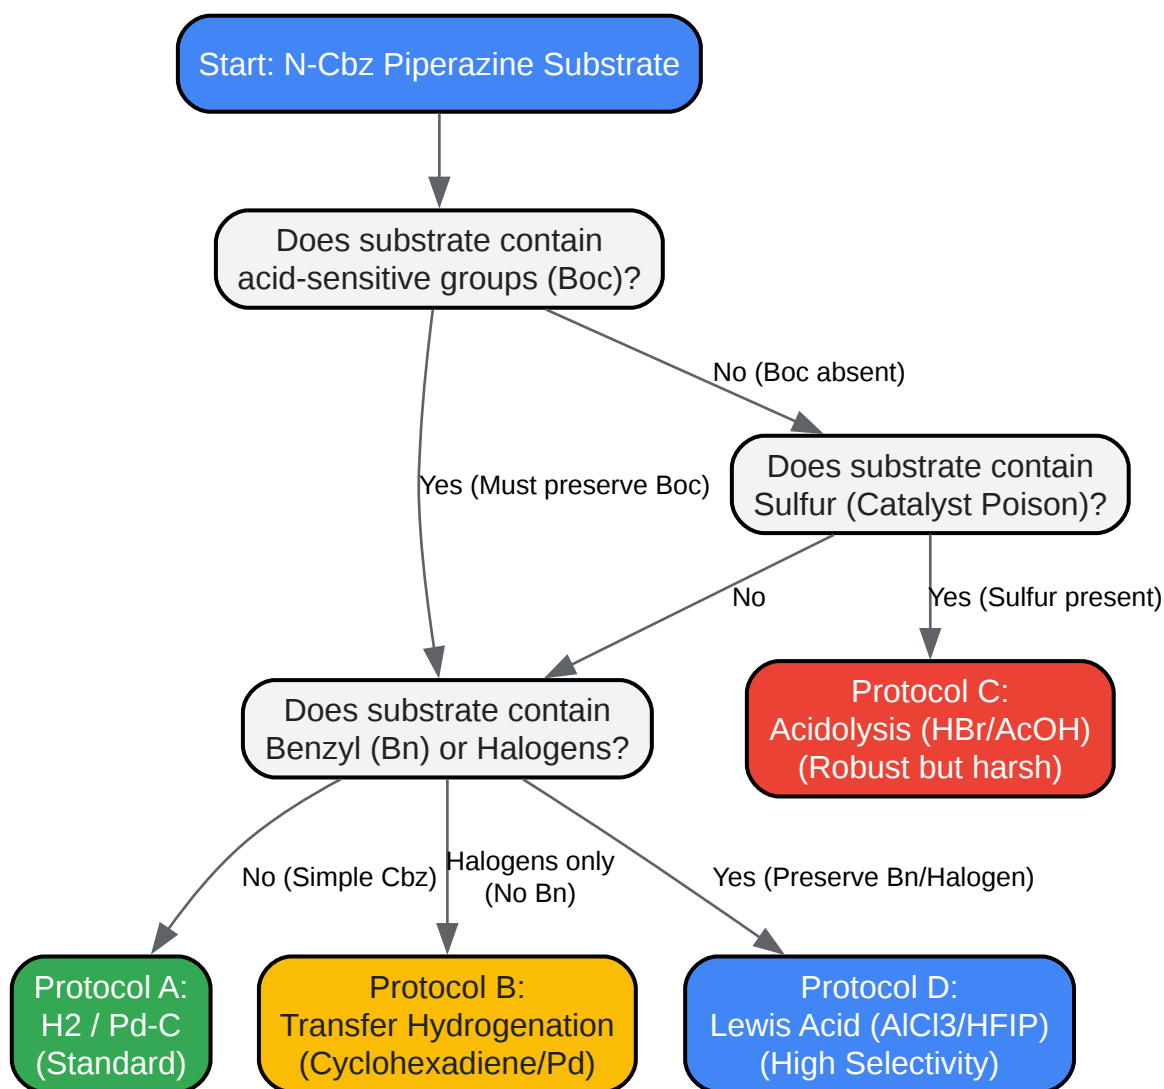 Start: N-Cbz Piperazine Substrate
Does substrate contain
acid-sensitive groups (Boc)?
No (Boc absent)
Yes (Must preserve Boc)
Does substrate contain
Sulfur (Catalyst Poison)?
No
Yes (Sulfur present)
Does substrate contain
Benzyl (Bn) or Halogens?
Protocol C:
Acidolysis (HBr/AcOH)
(Robust but harsh)
No (Simple Cbz)
Halogens only
(No Bn)
Yes (Preserve Bn/Halogen)
Protocol A:
H2 / Pd-C
(Standard)
Protocol B:
Transfer Hydrogenation
(Cyclohexadiene/Pd)
Protocol D:
Lewis Acid (AlCl3/HFIP)
(High Selectivity)